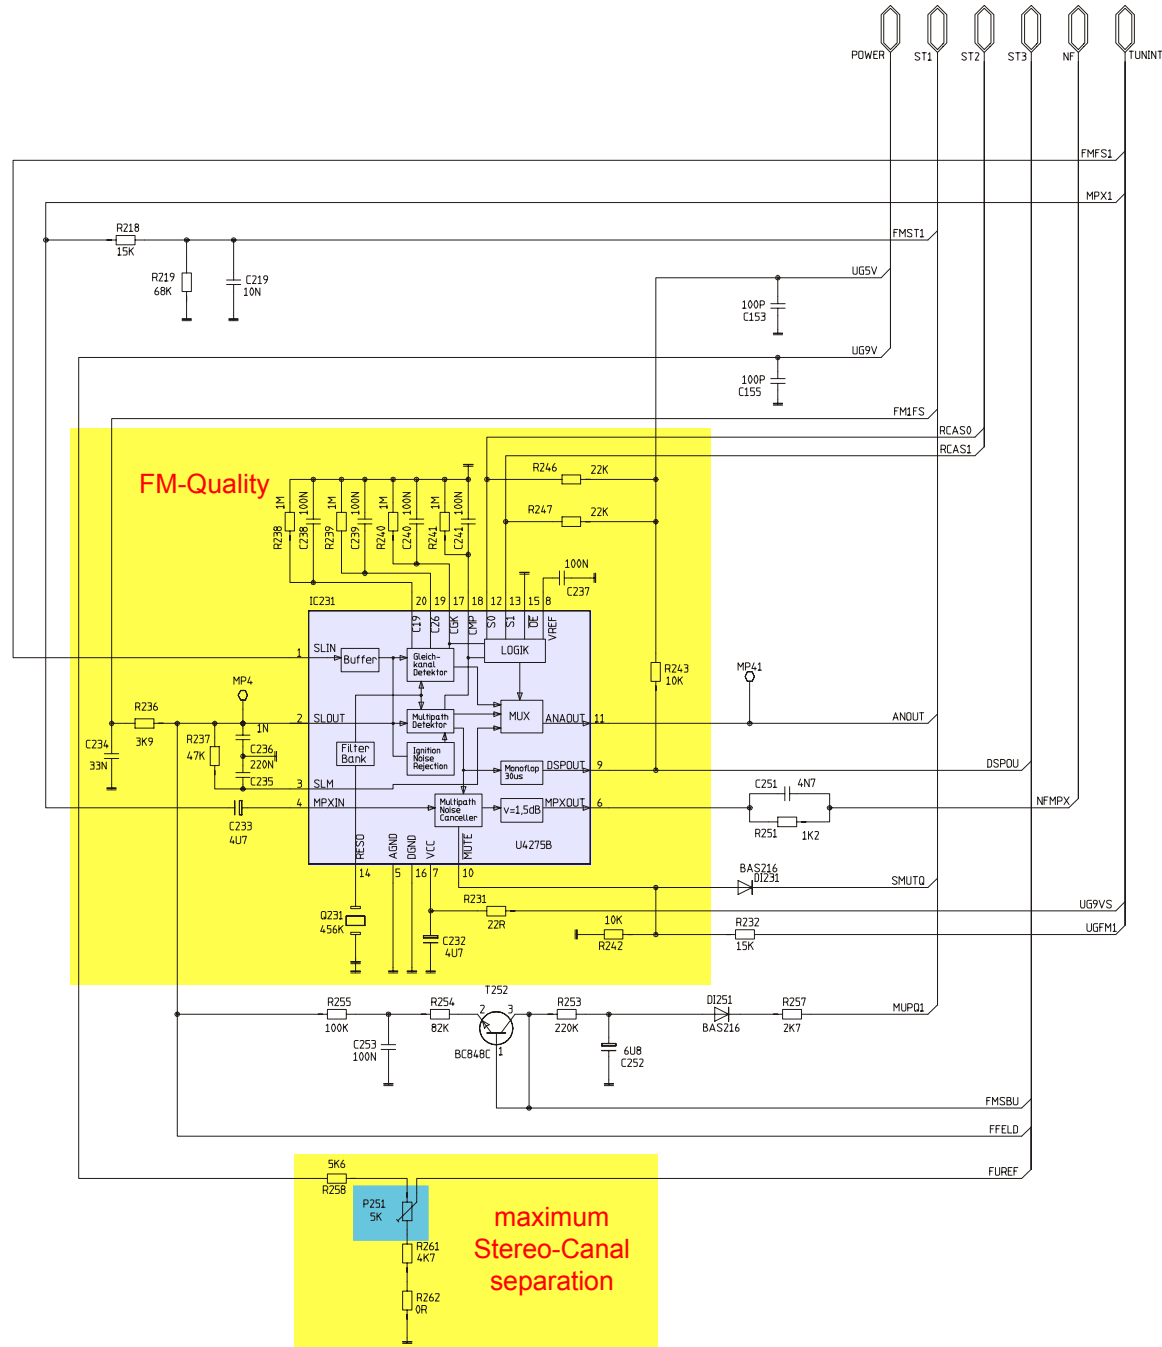 POWER ST1 ST2 ST3 NF TUNINT
FMFS1
MPX1
R218
15K
FMST1
R219
68K
C219
10N
UG5V
100P
C153
UG9V
100P
C155
FM1FS
RCAS0
RCAS1
FM-Quality
R246 22K
R247 22K
R238 1M
C238 100N
R239 1M
C239 100N
R240 1M
C240 100N
R241 1M
C241 100N
100N
C237
IC231
20 19 17 18 12 13 15 8
C19 C26 CGK CMP S0 S1 OE VREF
1 SLIN
Buffer
Gleich-
kanal
Detektor
LOGIK
R243
10K
MP4
MP41
R236
3K9
2 SLOUT
Multipath
Detektor
MUX
ANAOUT 11
ANOUT
1N
R237
47K
C234
33N
C236
220N
C235
Filter
Bank
Ignition
Noise
Rejection
Monoflop
30us
DSPOUT 9
DSPOU
3 SLM
4 MPXIN
Multipath
Noise
Canceller
v=1,5dB
MPXOUT 6
C251 4N7
R251 1K2
NFMPX
C233
4U7
RESO AGND DGND VCC MUTE
U4275B
14 5 16 7 10
BAS216
DI231
SMUTQ
Q231
456K
R231
22R
UG9VS
C232
4U7
10K
R242
R232
15K
UGFM1
T252
R255
100K
R254
82K
2 3
1
BC848C
R253
220K
DI251
BAS216
R257
2K7
MUPQ1
C253
100N
6U8
C252
FMSBU
FFELD
5K6
R258
FUREF
P251
5K
R261
4K7
R262
0R
maximum
Stereo-Canal
separation